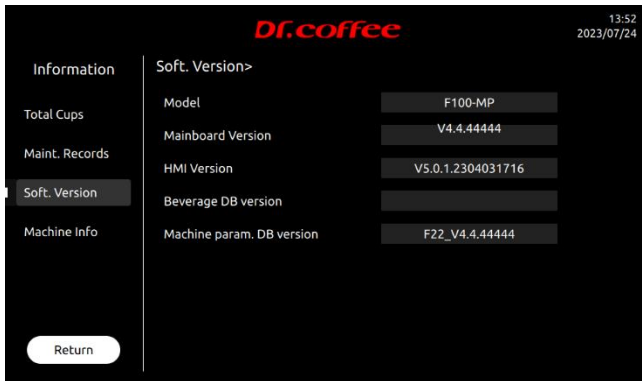 Dr.coffee
13:52
2023/07/24
Information
Total Cups
Maint. Records
Soft. Version
Machine Info
Return
Soft. Version>
Model F100-MP
Mainboard Version V4.4.44444
HMI Version V5.0.1.2304031716
Beverage DB version
Machine param. DB version F22_V4.4.44444